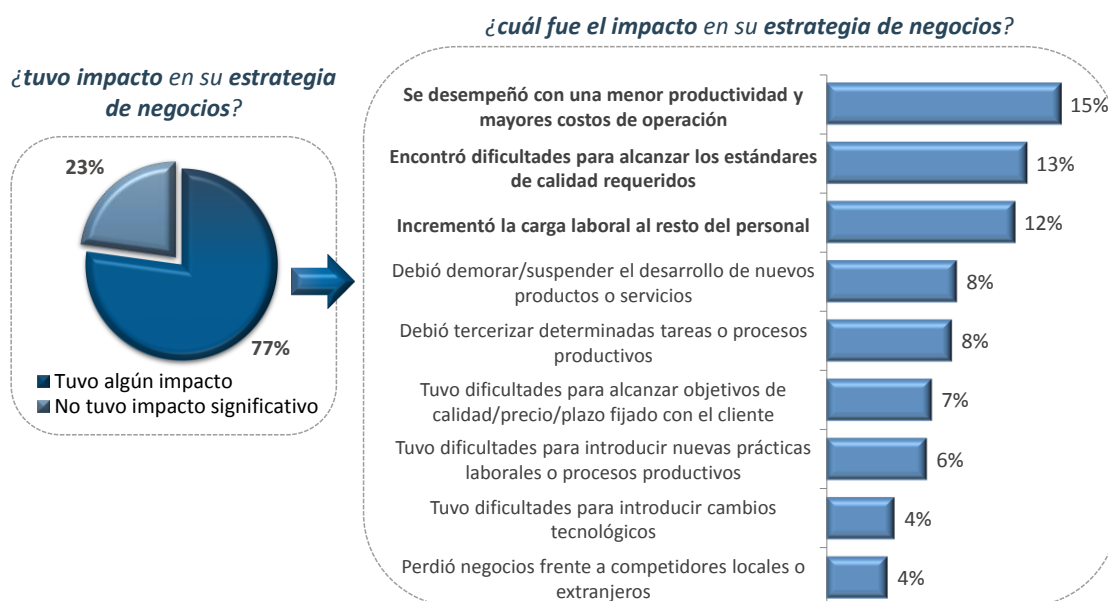 ¿cuál fue el impacto en su estrategia de negocios?
¿tuvo impacto en su estrategia
de negocios?
23%
77%
Tuvo algún impacto
No tuvo impacto significativo
Se desempeñó con una menor productividad y
mayores costos de operación
15%
Encontró dificultades para alcanzar los estándares
de calidad requeridos
13%
Incrementó la carga laboral al resto del personal
12%
Debió demorar/suspender el desarrollo de nuevos
productos o servicios
8%
Debió tercerizar determinadas tareas o procesos
productivos
8%
Tuvo dificultades para alcanzar objetivos de
calidad/precio/plazo fijado con el cliente
7%
Tuvo dificultades para introducir nuevas prácticas
laborales o procesos productivos
6%
Tuvo dificultades para introducir cambios
tecnológicos
4%
Perdió negocios frente a competidores locales o
extranjeros
4%